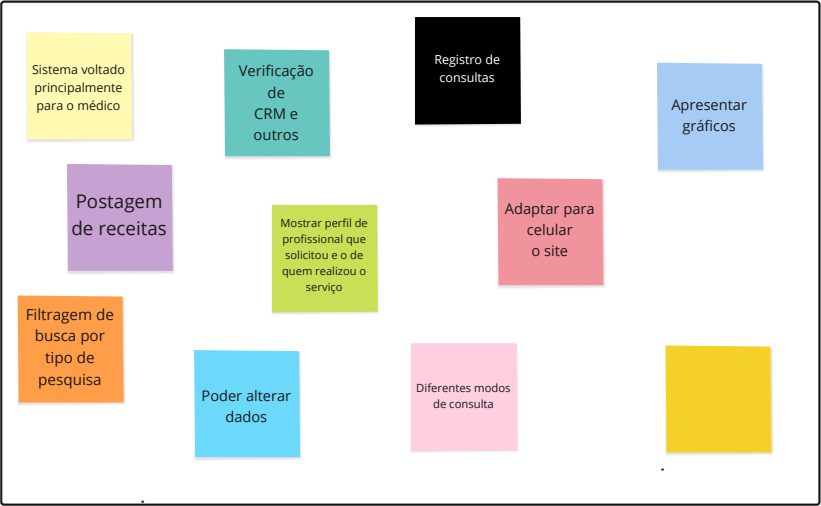 Sistema voltado
principalmente
para o médico
Verificação
de
CRM e
outros
Registro de
consultas
Apresentar
gráficos
Postagem
de receitas
Mostrar perfil de
profissional que
solicitou e o de
quem realizou o
serviço
Adaptar para
celular
o site
Filtragem de
busca por
tipo de
pesquisa
Poder alterar
dados
Diferentes modos
de consulta